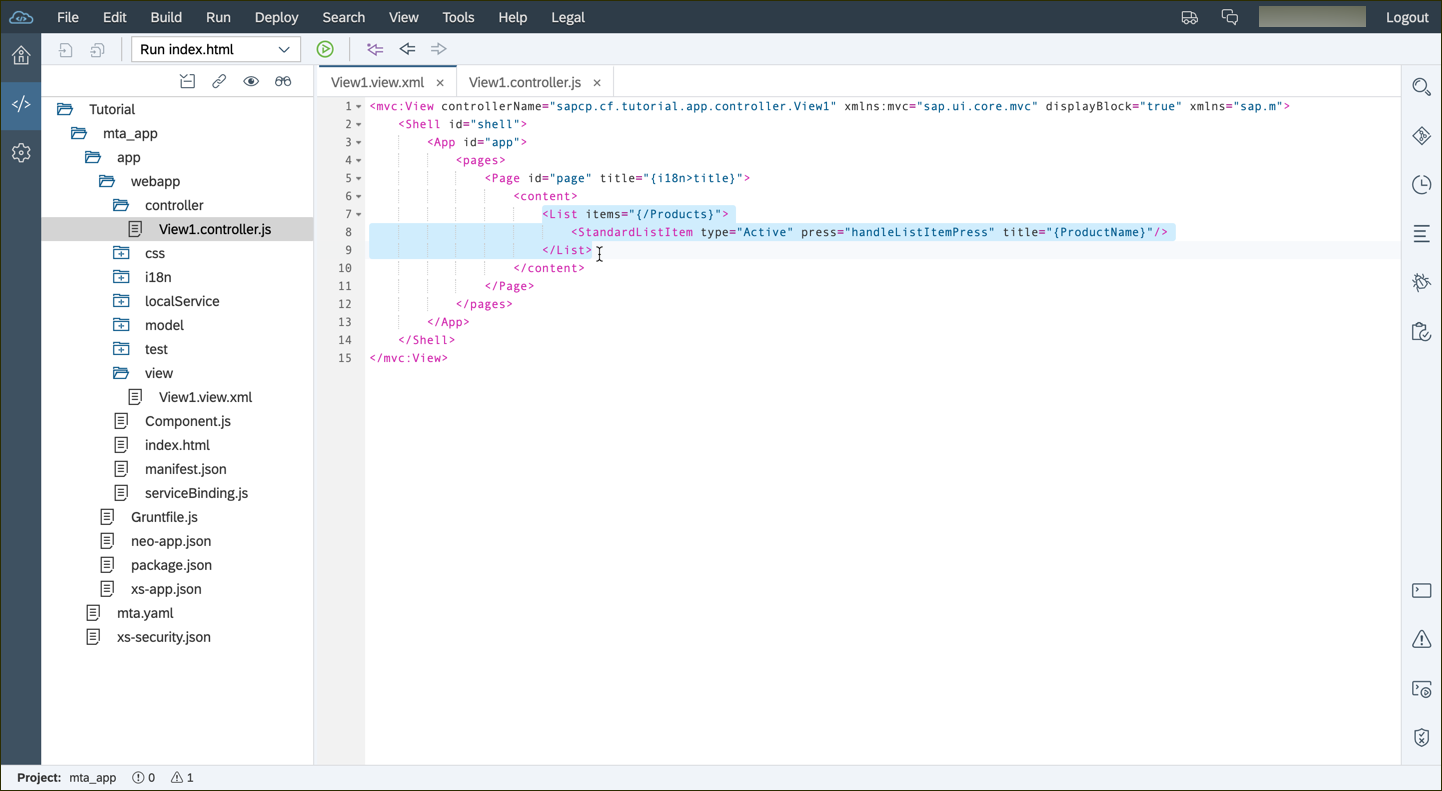 File Edit Build Run Deploy Search View Tools Help Legal Logout
Run index.html
View1.view.xml × View1.controller.js ×
Tutorial
mta_app
app
webapp
controller
View1.controller.js
css
i18n
localService
model
test
view
View1.view.xml
Component.js
index.html
manifest.json
serviceBinding.js
Gruntfile.js
neo-app.json
package.json
xs-app.json
mta.yaml
xs-security.json
1 <mvc:View controllerName="sapcp.cf.tutorial.app.controller.View1" xmlns:mvc="sap.ui.core.mvc" displayBlock="true" xmlns="sap.m">
2 <Shell id="shell">
3 <App id="app">
4 <pages>
5 <Page id="page" title="{i18n>title}">
6 <content>
7 <List items="{/Products}">
8 <StandardListItem type="Active" press="handleListItemPress" title="{ProductName}"/>
9 </List>
10 </content>
11 </Page>
12 </pages>
13 </App>
14 </Shell>
15 </mvc:View>
Project: mta_app 0 1